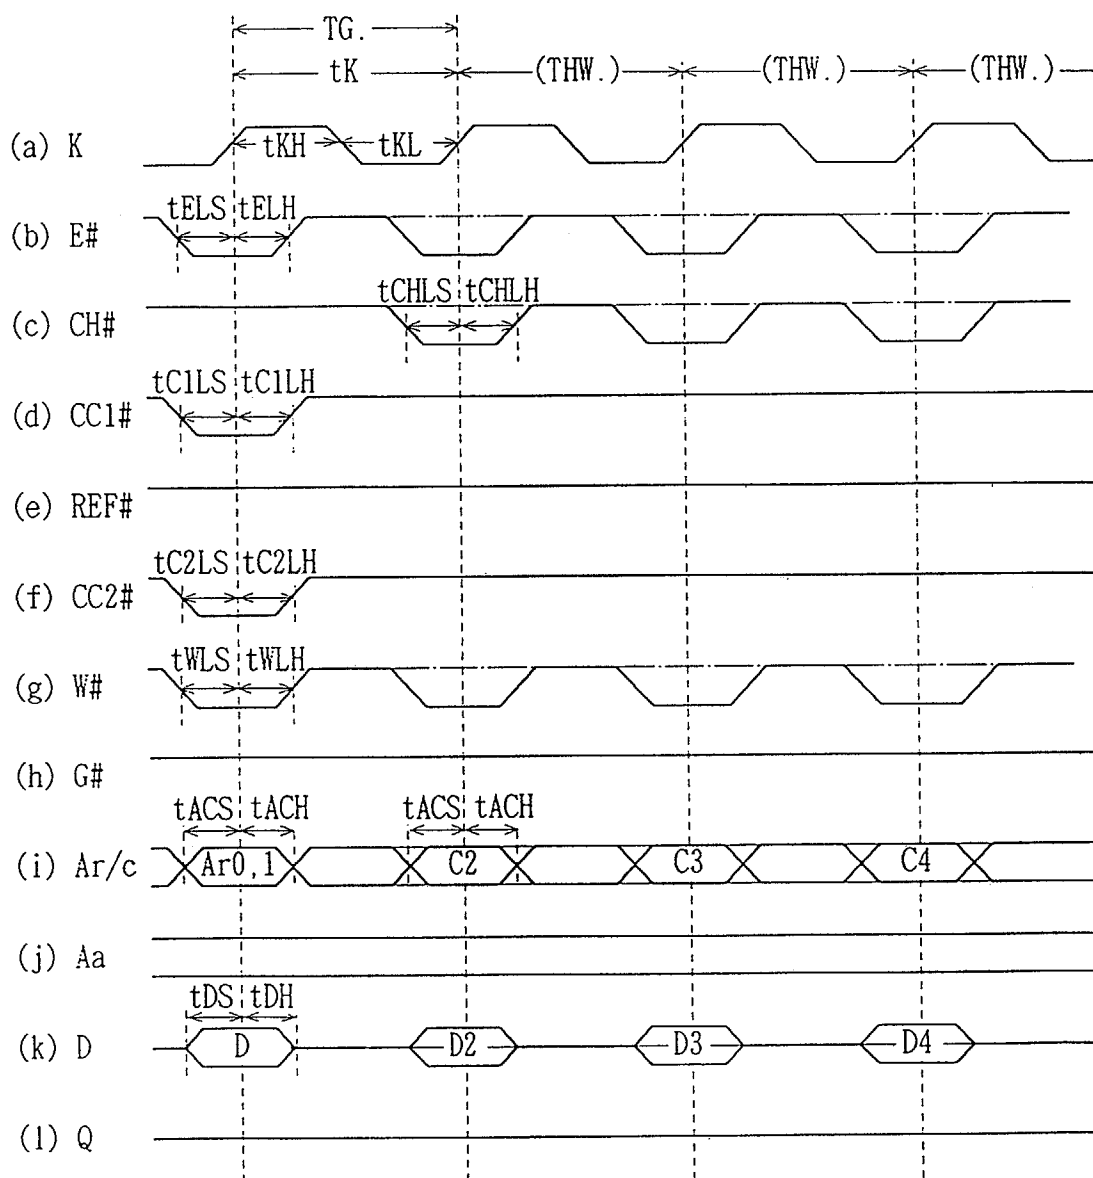 TG.
tK (THW.) (THW.) (THW.)
(a) K tKH tKL
tELS tELH
(b) E#
tCHLS tCHLH
(c) CH#
tC1LS tC1LH
(d) CC1#
(e) REF#
tC2LS tC2LH
(f) CC2#
tWLS tWLH
(g) W#
(h) G#
tACS tACH tACS tACH
(i) Ar/c Ar0,1 C2 C3 C4
(j) Aa
tDS tDH
(k) D D D2 D3 D4
(l) Q